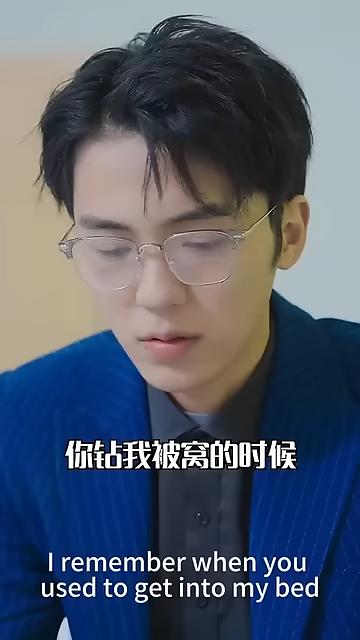 你钻我被窝的时候
I remember when you
used to get into my bed